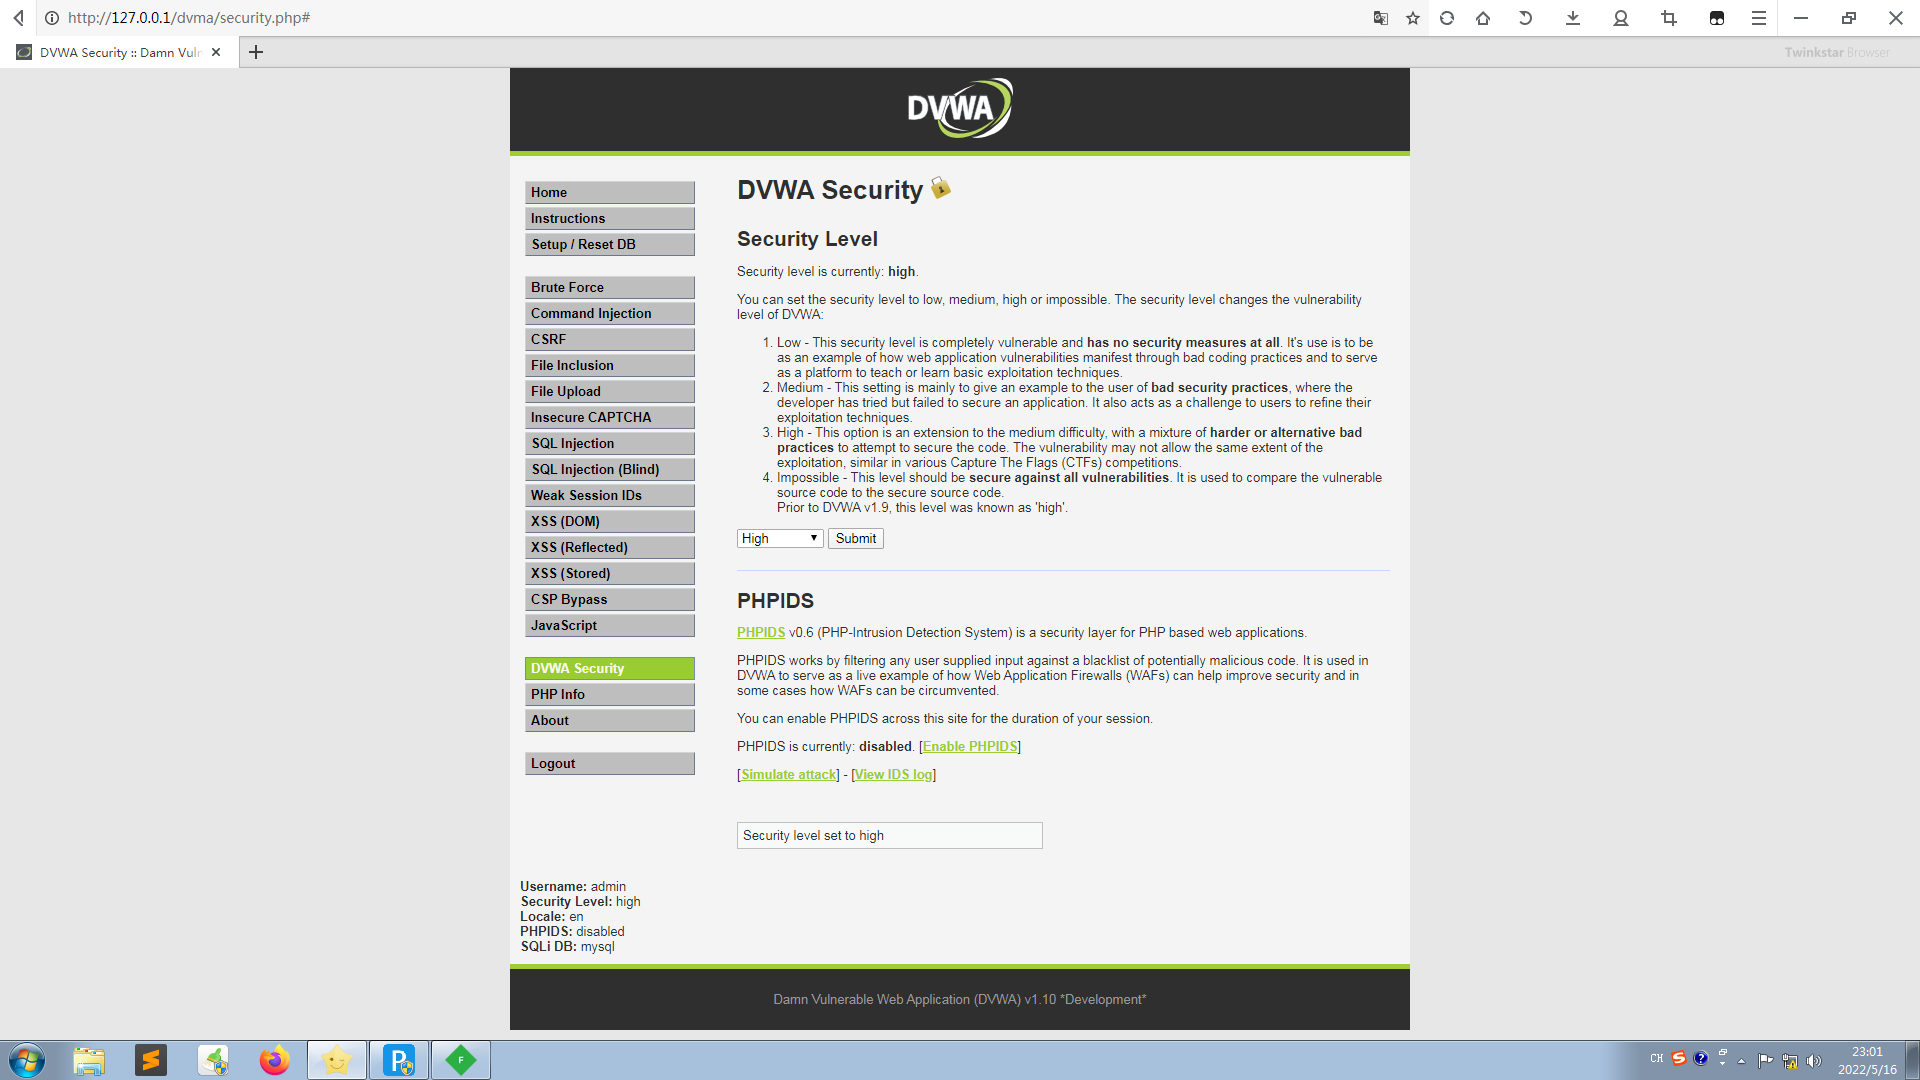 http://127.0.0.1/dvma/security.php#
DVWA Security :: Damn Vuln
Twinkstar Browser
DVWA
Home
Instructions
Setup / Reset DB
Brute Force
Command Injection
CSRF
File Inclusion
File Upload
Insecure CAPTCHA
SQL Injection
SQL Injection (Blind)
Weak Session IDs
XSS (DOM)
XSS (Reflected)
XSS (Stored)
CSP Bypass
JavaScript
DVWA Security
PHP Info
About
Logout
DVWA Security
Security Level
Security level is currently: high.
You can set the security level to low, medium, high or impossible. The security level changes the vulnerability
level of DVWA:
1. Low - This security level is completely vulnerable and has no security measures at all. It's use is to be
as an example of how web application vulnerabilities manifest through bad coding practices and to serve
as a platform to teach or learn basic exploitation techniques.
2. Medium - This setting is mainly to give an example to the user of bad security practices, where the
developer has tried but failed to secure an application. It also acts as a challenge to users to refine their
exploitation techniques.
3. High - This option is an extension to the medium difficulty, with a mixture of harder or alternative bad
practices to attempt to secure the code. The vulnerability may not allow the same extent of the
exploitation, similar in various Capture The Flags (CTFs) competitions.
4. Impossible - This level should be secure against all vulnerabilities. It is used to compare the vulnerable
source code to the secure source code.
Prior to DVWA v1.9, this level was known as 'high'.
High Submit
PHPIDS
PHPIDS v0.6 (PHP-Intrusion Detection System) is a security layer for PHP based web applications.
PHPIDS works by filtering any user supplied input against a blacklist of potentially malicious code. It is used in
DVWA to serve as a live example of how Web Application Firewalls (WAFs) can help improve security and in
some cases how WAFs can be circumvented.
You can enable PHPIDS across this site for the duration of your session.
PHPIDS is currently: disabled. [Enable PHPIDS]
[Simulate attack] - [View IDS log]
Security level set to high
Username: admin
Security Level: high
Locale: en
PHPIDS: disabled
SQLi DB: mysql
Damn Vulnerable Web Application (DVWA) v1.10 *Development*
CH
23:01
2022/5/16